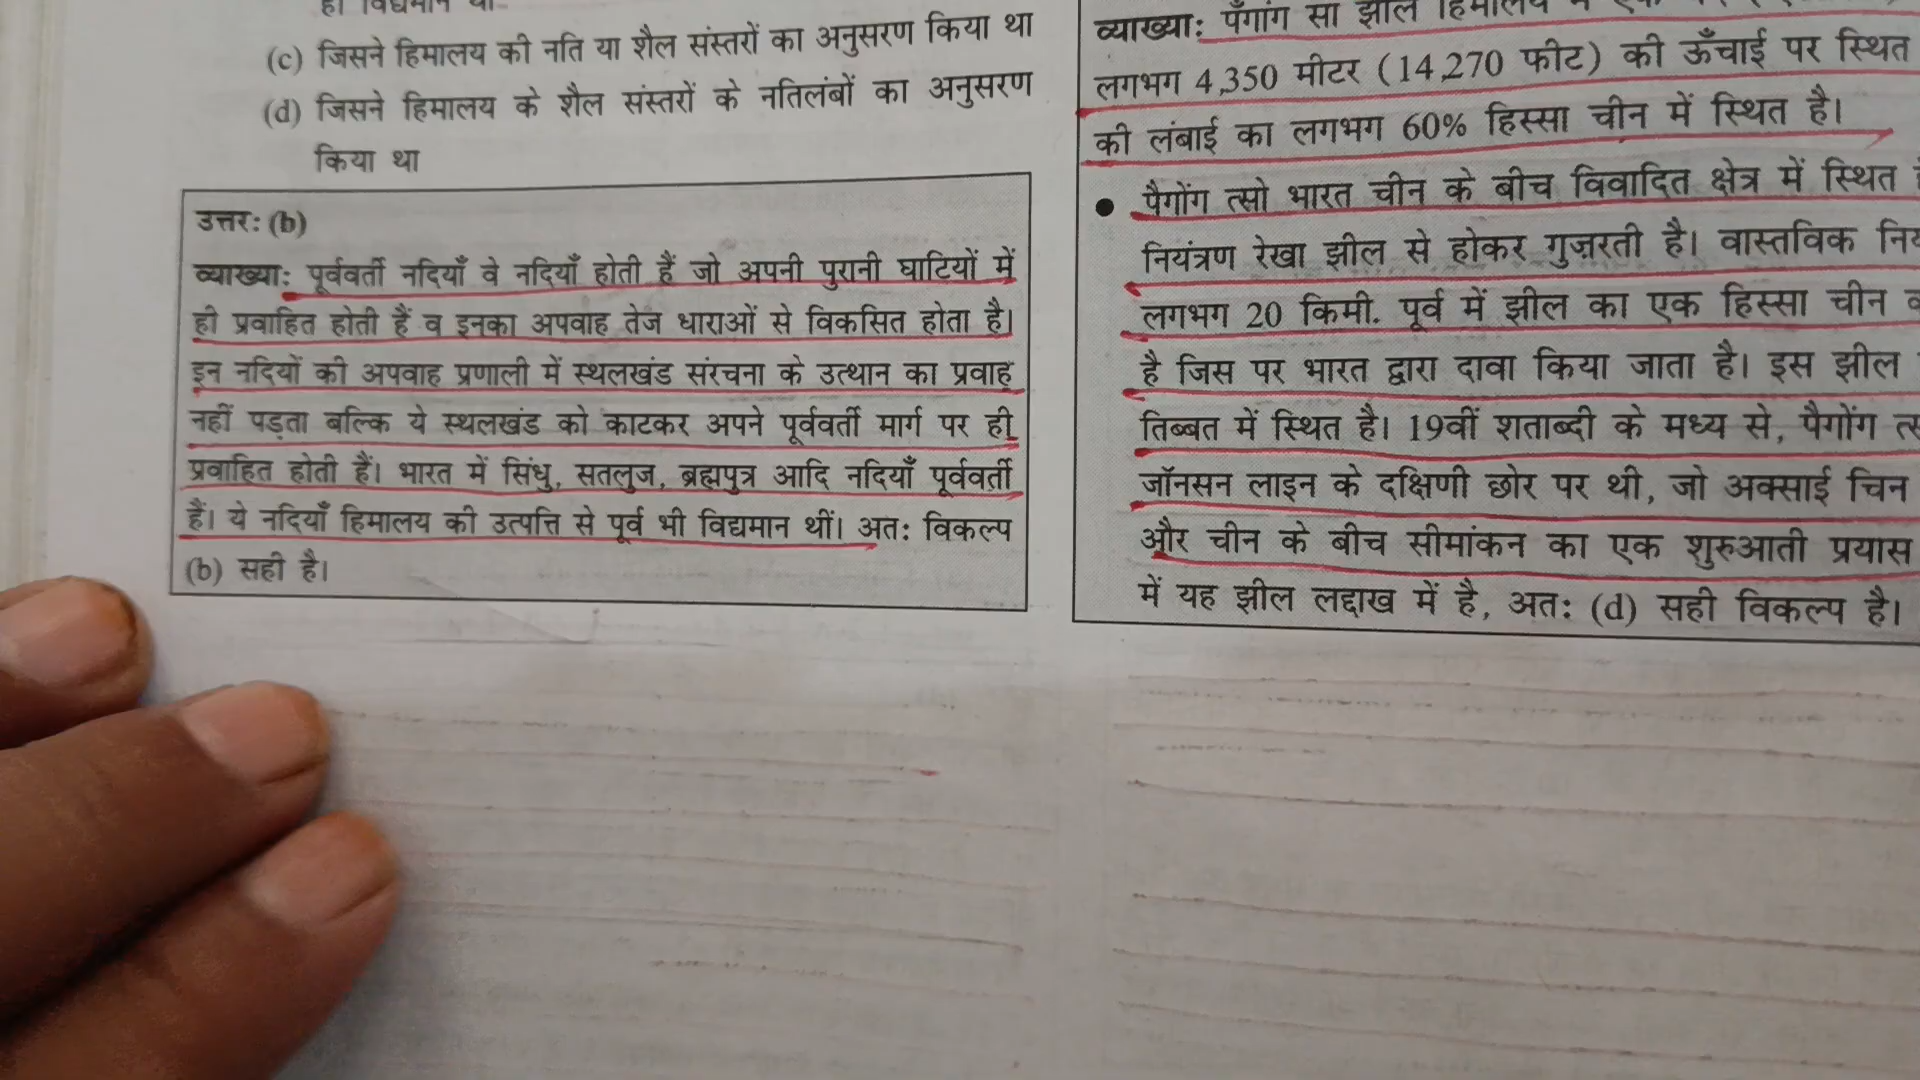 (c) जिसने हिमालय की नति या शैल संस्तरों का अनुसरण किया था
(d) जिसने हिमालय के शैल संस्तरों के नतिलंबों का अनुसरण
किया था
उत्तर: (b)
व्याख्या: पूर्ववर्ती नदियाँ वे नदियाँ होती हैं जो अपनी पुरानी घाटियों में
ही प्रवाहित होती हैं व इनका अपवाह तेज धाराओं से विकसित होता है।
इन नदियों की अपवाह प्रणाली में स्थलखंड संरचना के उत्थान का प्रवाह
नहीं पड़ता बल्कि ये स्थलखंड को काटकर अपने पूर्ववर्ती मार्ग पर ही
प्रवाहित होती हैं। भारत में सिंधु, सतलुज, ब्रह्मपुत्र आदि नदियाँ पूर्ववर्ती
हैं। ये नदियाँ हिमालय की उत्पत्ति से पूर्व भी विद्यमान थीं। अतः विकल्प
(b) सही है।
व्याख्या: पैंगांग सो झील हिमालय में
लगभग 4,350 मीटर (14,270 फीट) की ऊँचाई पर स्थित
की लंबाई का लगभग 60% हिस्सा चीन में स्थित है।
● पैगोंग त्सो भारत चीन के बीच विवादित क्षेत्र में स्थित
नियंत्रण रेखा झील से होकर गुज़रती है। वास्तविक
लगभग 20 किमी. पूर्व में झील का एक हिस्सा चीन
है जिस पर भारत द्वारा दावा किया जाता है। इस झील
तिब्बत में स्थित है। 19वीं शताब्दी के मध्य से, पैगोंग
जॉनसन लाइन के दक्षिणी छोर पर थी, जो अक्साई चिन
और चीन के बीच सीमांकन का एक शुरुआती प्रयास
में यह झील लद्दाख में है, अतः (d) सही विकल्प है।